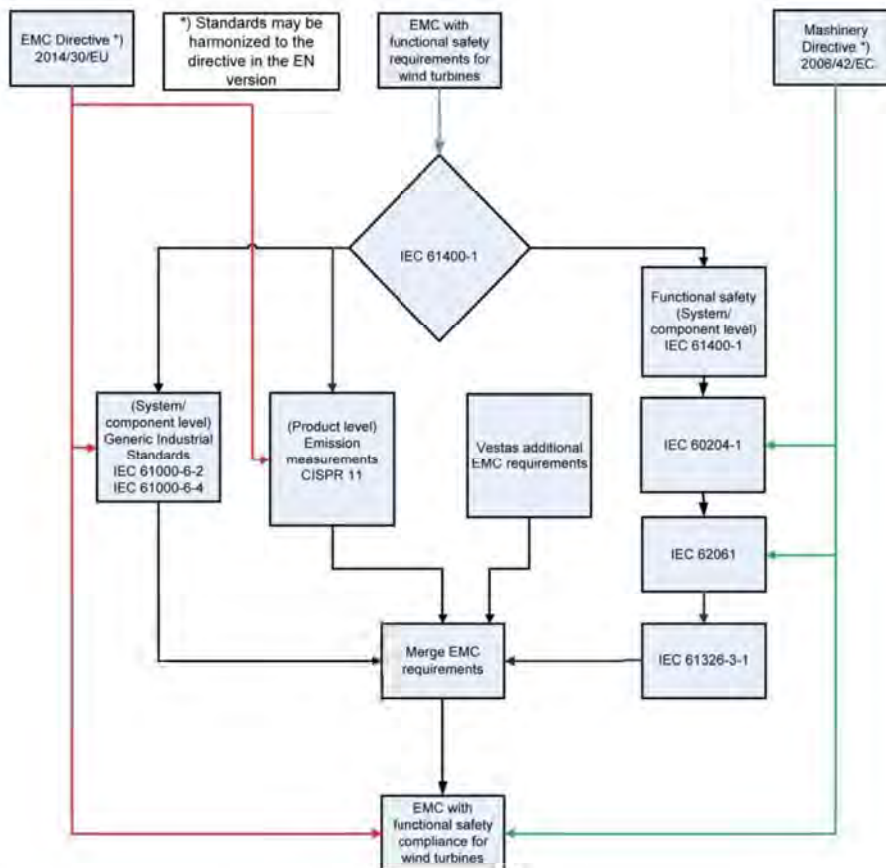 EMC Directive *)
2014/30/EU
*) Standards may be
harmonized to the
directive in the EN
version
EMC with
functional safety
requirements for
wind turbines
Mashinery
Directive *)
2006/42/EC
IEC 61400-1
Functional safety
(System/
component level)
IEC 61400-1
(System/
component level)
Generic Industrial
Standards
IEC 61000-6-2
IEC 61000-6-4
(Product level)
Emission
measurements
CISPR 11
Vestas additional
EMC requirements
IEC 60204-1
IEC 62061
Merge EMC
requirements
IEC 61326-3-1
EMC with
functional safety
compliance for
wind turbines